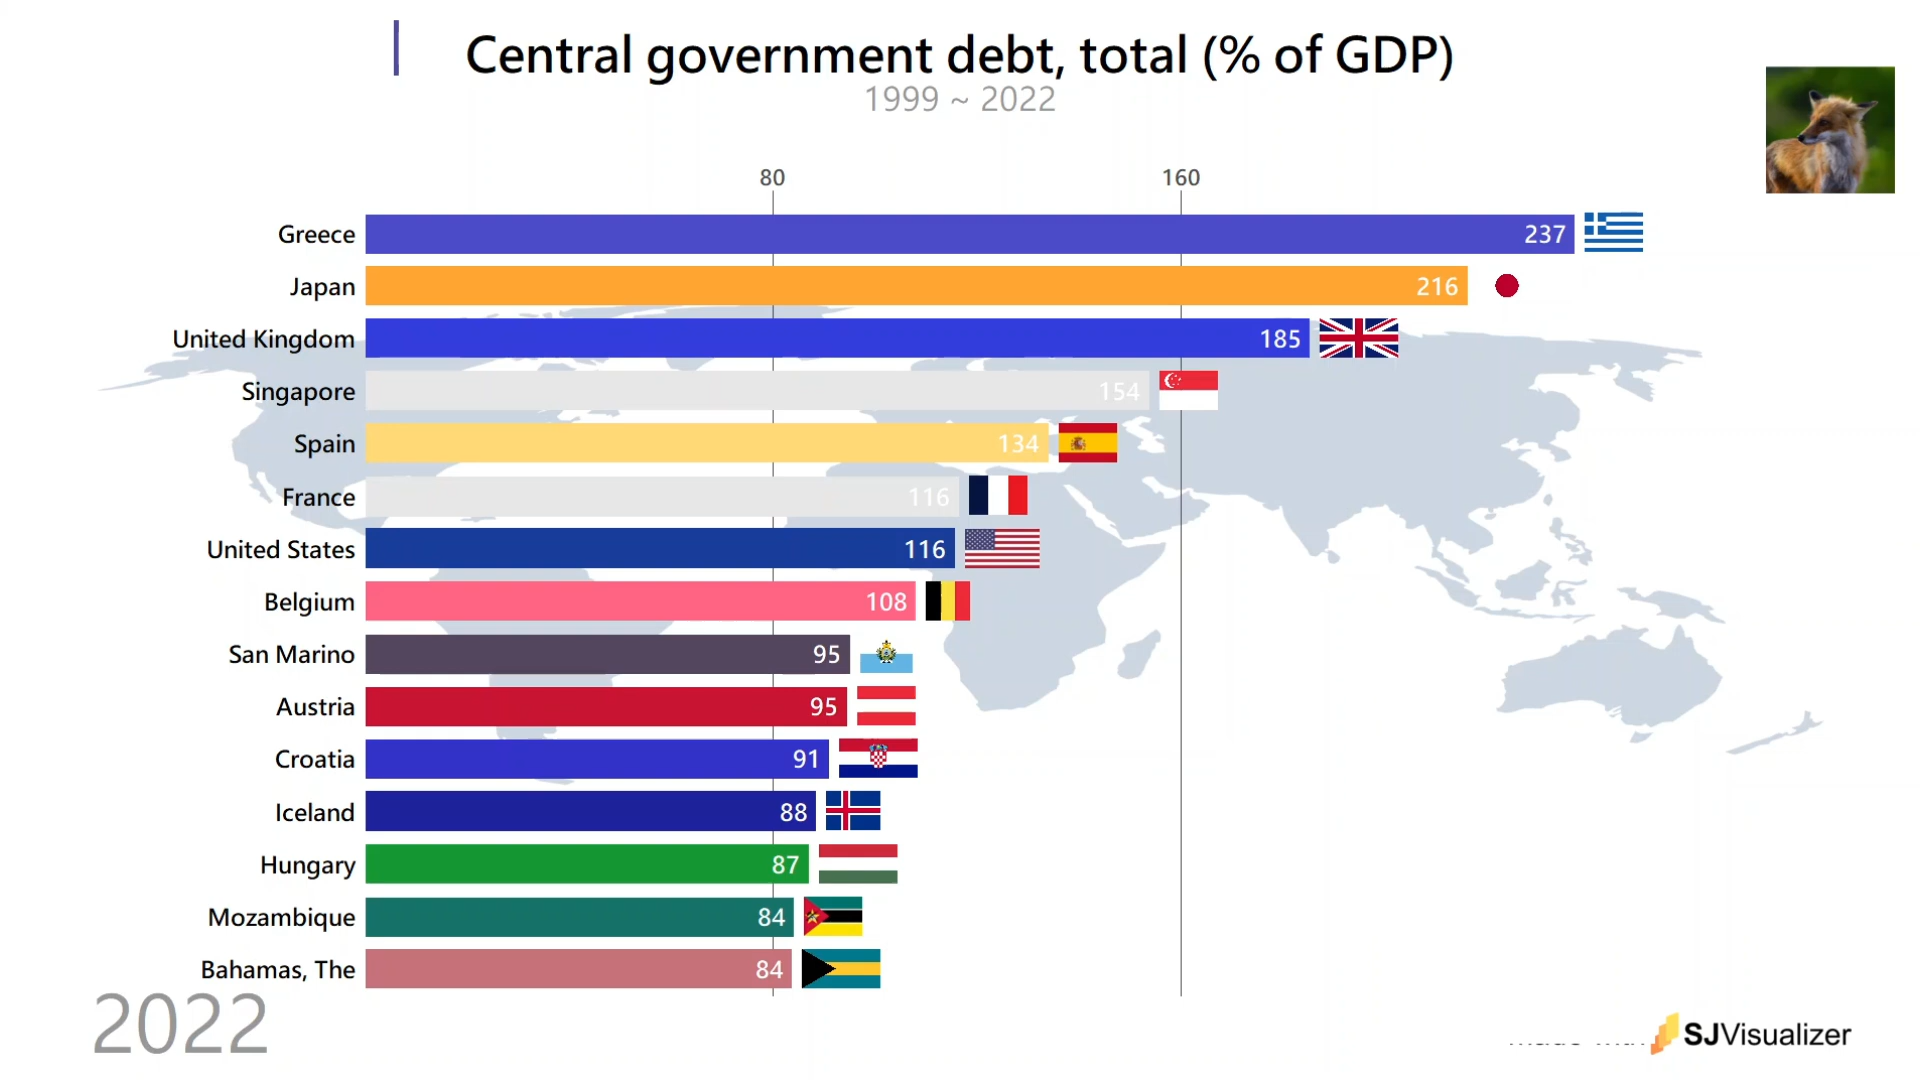 Central government debt, total (% of GDP)
1999 ~ 2022
80 160
Greece 237
Japan 216
United Kingdom 185
Singapore 154
Spain 134
France 116
United States 116
Belgium 108
San Marino 95
Austria 95
Croatia 91
Iceland 88
Hungary 87
Mozambique 84
Bahamas, The 84
2022
SJVisualizer